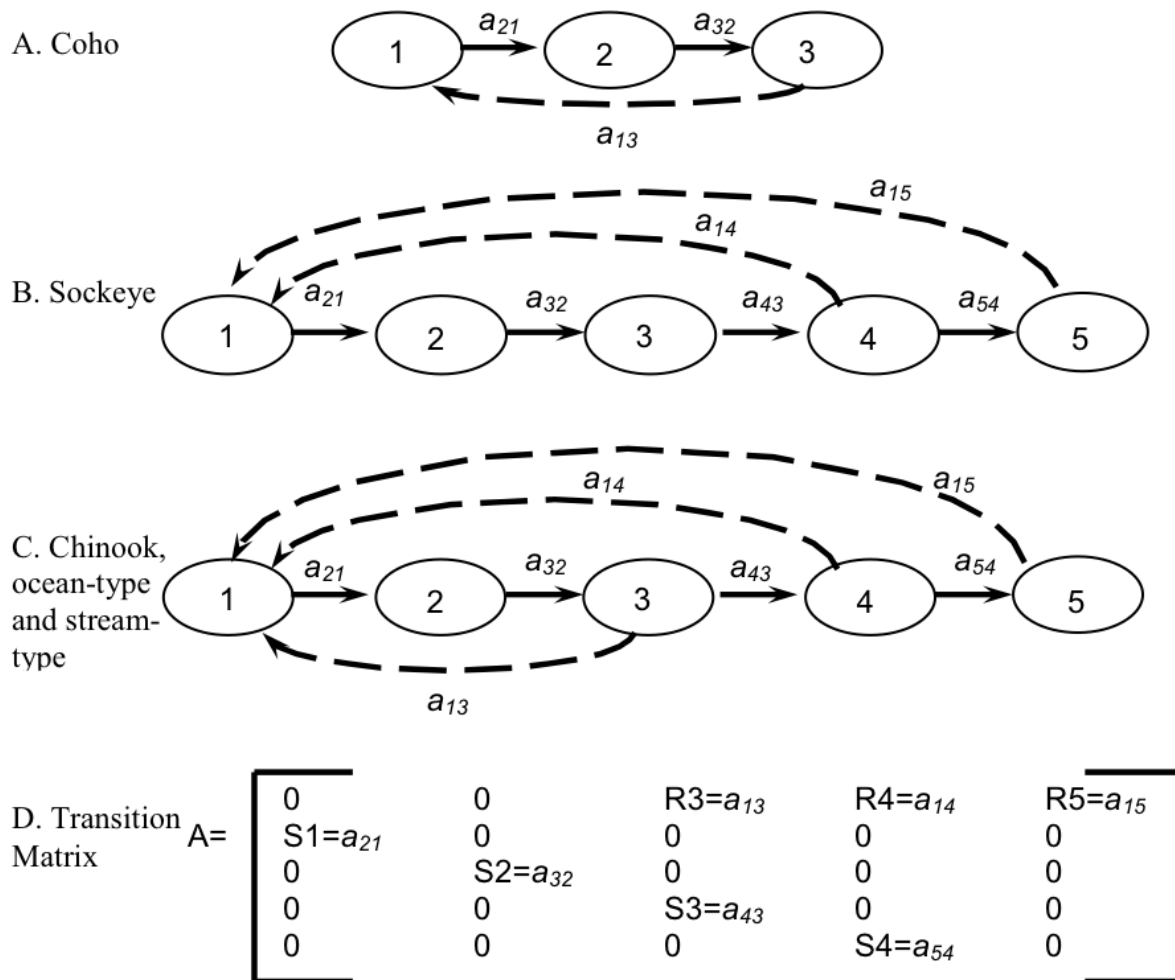 A. Coho
a21 a32
1 2 3
a13
a15
a14
B. Sockeye
a21 a32 a43 a54
1 2 3 4 5
a15
a14
C. Chinook,
ocean-type
and stream-
type
a21 a32 a43 a54
1 2 3 4 5
a13
D. Transition
Matrix
A=
0 0 R3=a13 R4=a14 R5=a15
S1=a21 0 0 0 0
0 S2=a32 0 0 0
0 0 S3=a43 0 0
0 0 0 S4=a54 0